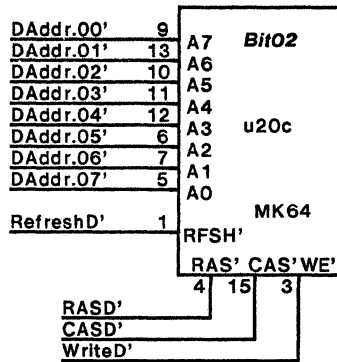 DAddr.00' 9 A7 Bit02
DAddr.01' 13 A6
DAddr.02' 10 A5
DAddr.03' 11 A4
DAddr.04' 12 A3 u20c
DAddr.05' 6 A2
DAddr.06' 7 A1
DAddr.07' 5 A0
MK64
RefreshD' 1 RFSH'
RAS' CAS' WE'
4 15 3
RASD'
CASD'
WriteD'